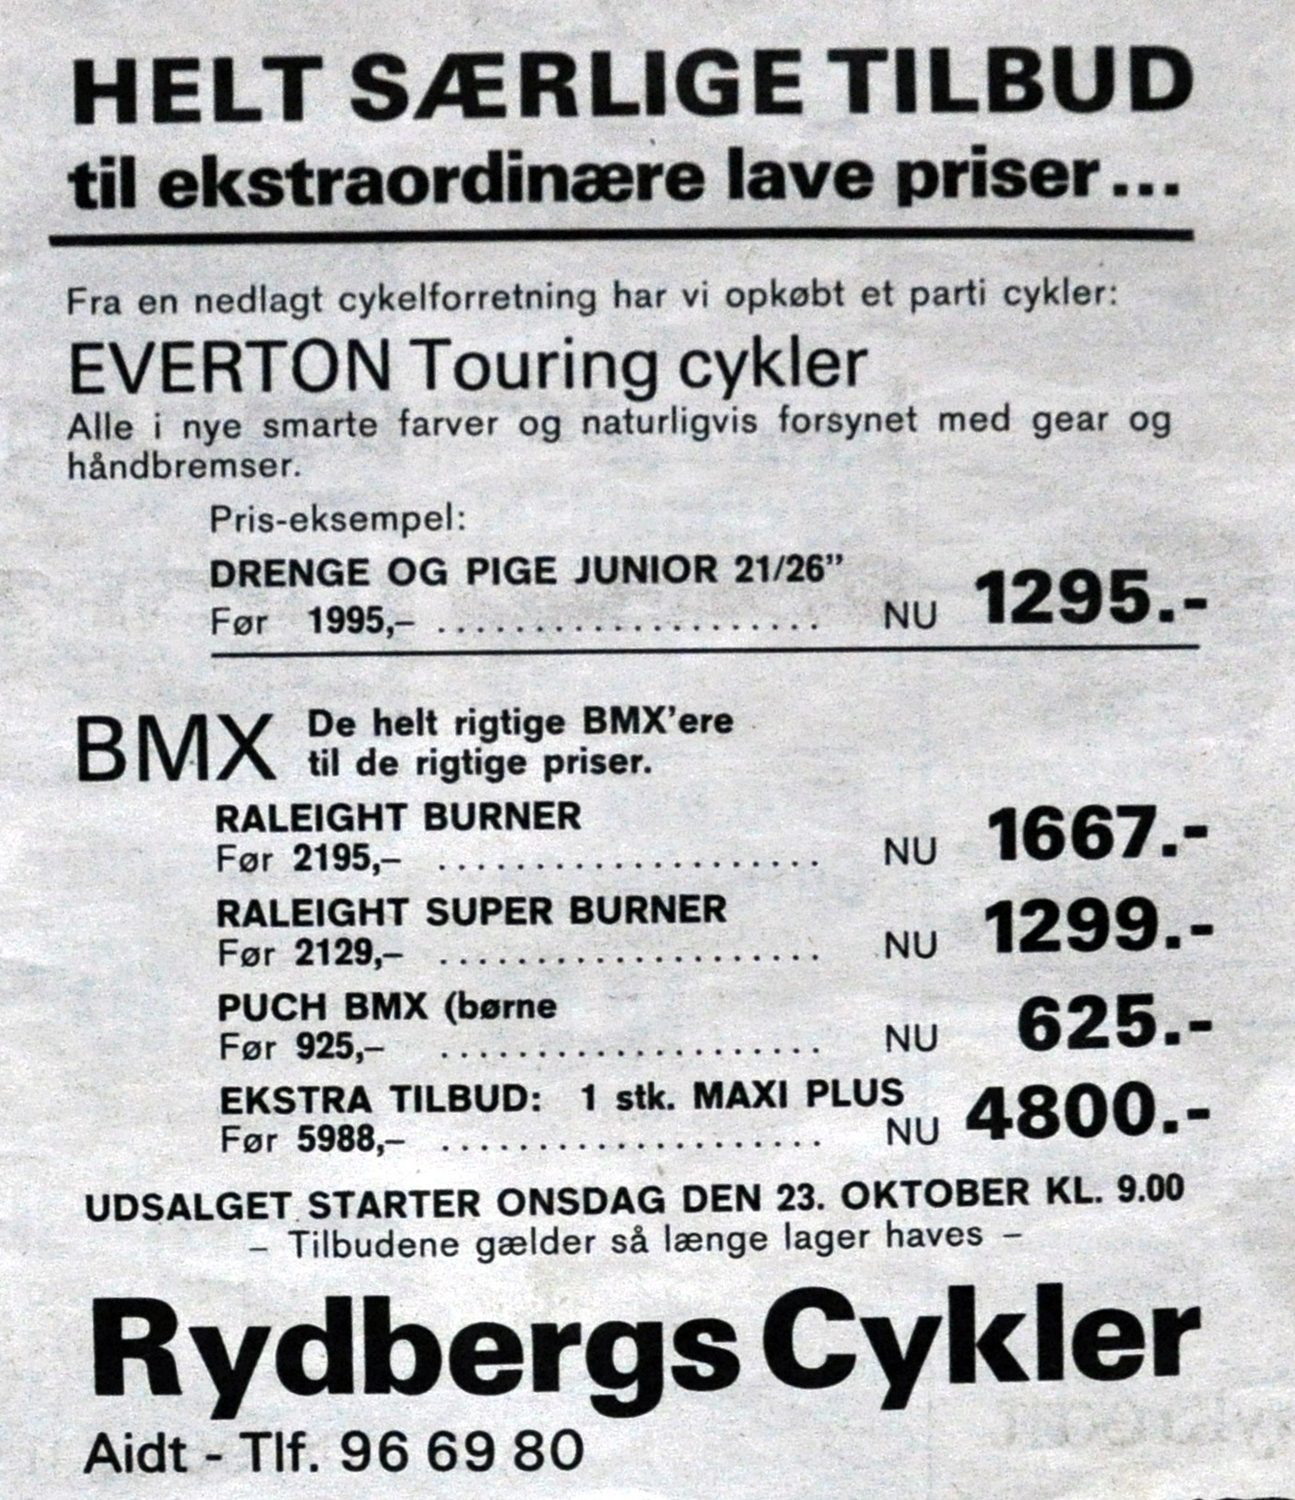 HELT SÆRLIGE TILBUD
til ekstraordinære lave priser...
Fra en nedlagt cykelforretning har vi opkøbt et parti cykler:
EVERTON Touring cykler
Alle i nye smarte farver og naturligvis forsynet med gear og
håndbremser.
Pris-eksempel:
DRENGE OG PIGE JUNIOR 21/26”
Før 1995,– .................... NU 1295.-
BMX De helt rigtige BMX’ere
til de rigtige priser.
RALEIGHT BURNER
Før 2195,– .................... NU 1667.-
RALEIGHT SUPER BURNER
Før 2129,– .................... NU 1299.-
PUCH BMX (børne
Før 925,– .................... NU 625.-
EKSTRA TILBUD: 1 stk. MAXI PLUS
Før 5988,– .................... NU 4800.-
UDSALGET STARTER ONSDAG DEN 23. OKTOBER KL. 9.00
– Tilbudene gælder så længe lager haves –
Rydbergs Cykler
Aidt - Tlf. 96 69 80